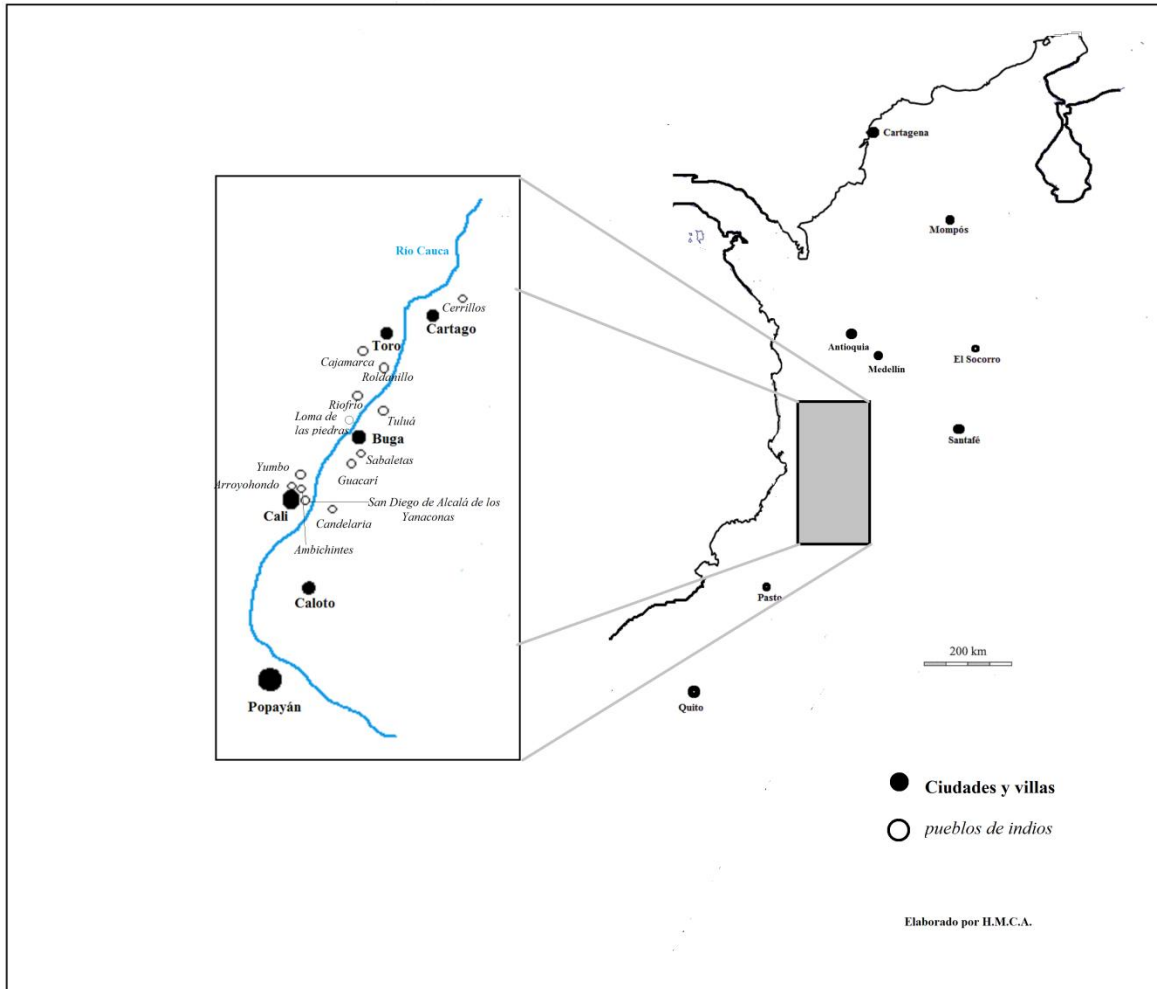 Cartagena
Mompós
Río Cauca
Cerrillos
Cartago
Toro
Cajamarca
Roldanillo
Antioquia
Medellin
El Socorro
Riofrío
Loma de
las piedras
Tuluá
Buga
Santafé
Sabaletas
Guacarí
Yumbo
Arroyohondo
Cali
San Diego de Alcalá de los
Yanaconas
Candelaria
Ambichintes
Caloto
Pasto
200 km
Popayán
Quito
Ciudades y villas
pueblos de indios
Elaborado por H.M.C.A.